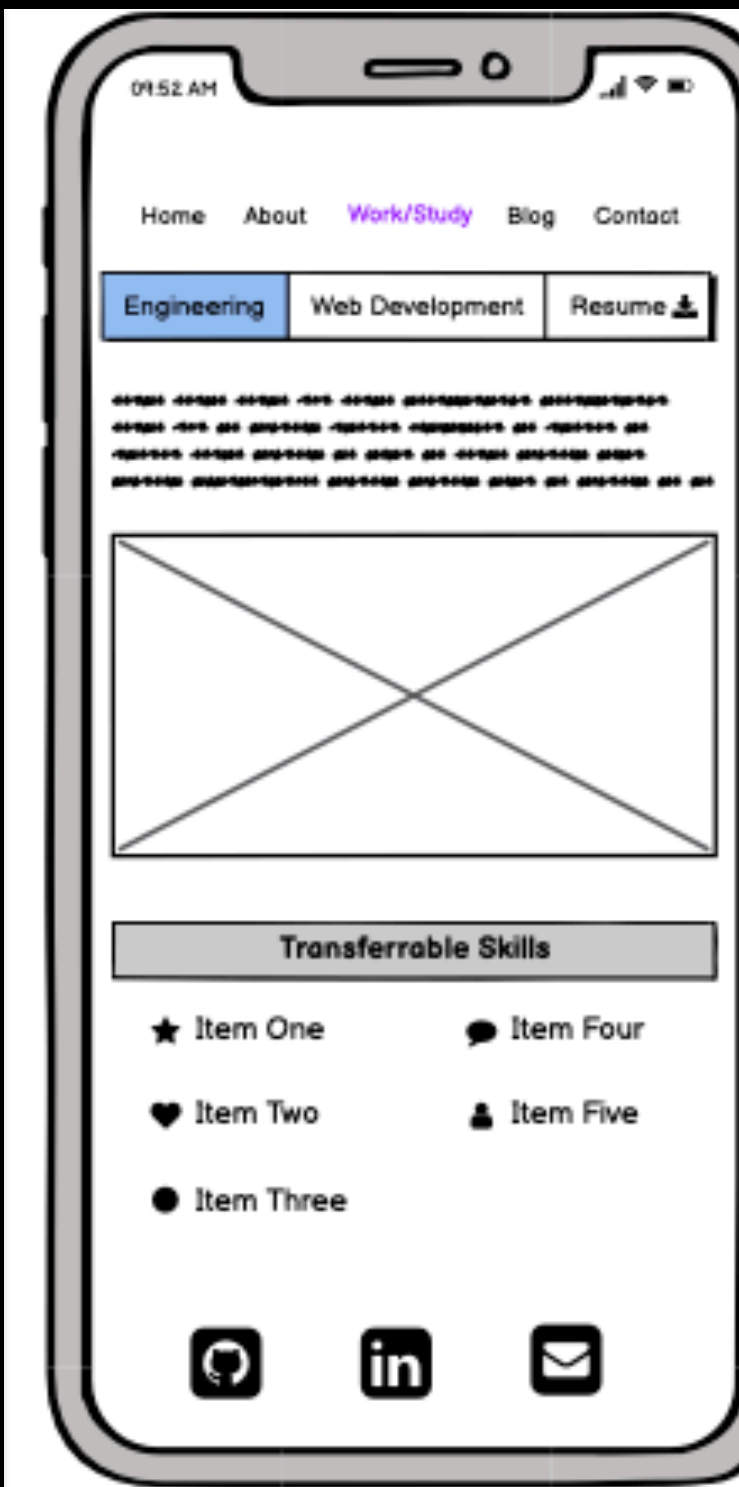 09:52 AM
Home About Work/Study Blog Contact
Engineering Web Development Resume
Transferrable Skills
Item One Item Four
Item Two Item Five
Item Three
in